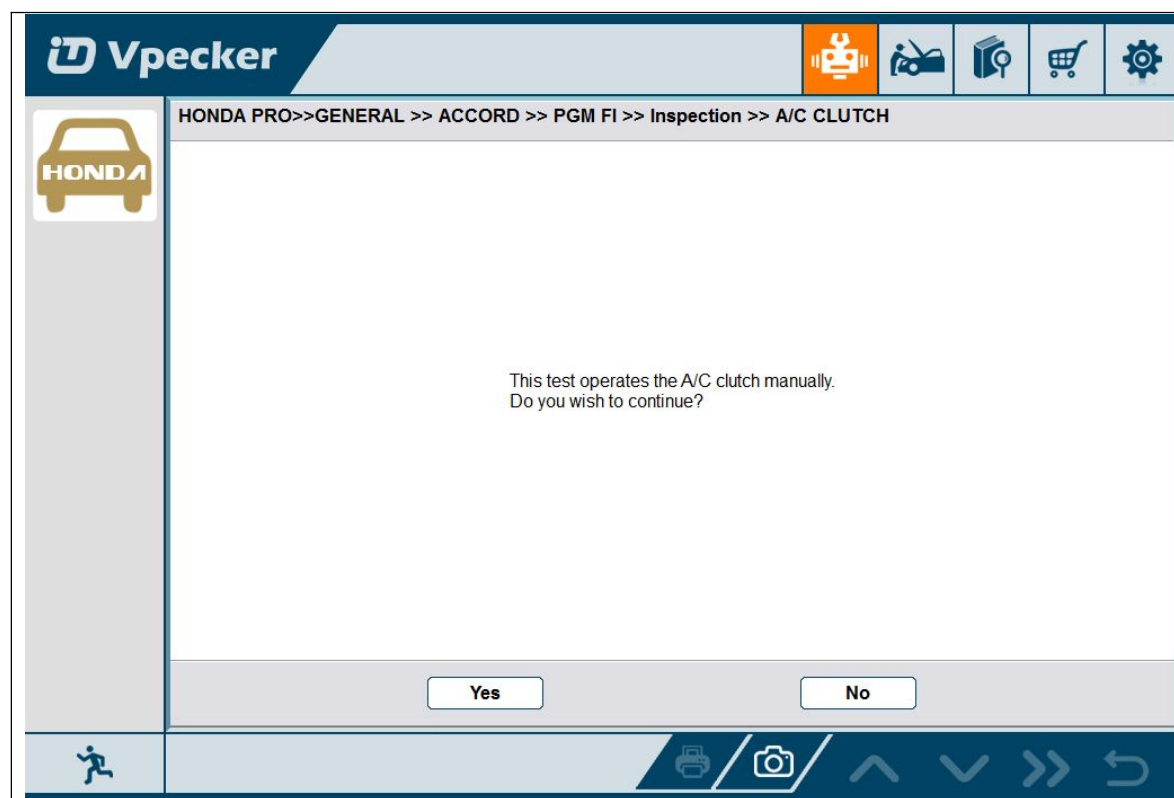 Vpecker
HONDA PRO>>GENERAL >> ACCORD >> PGM FI >> Inspection >> A/C CLUTCH
HONDA
This test operates the A/C clutch manually.
Do you wish to continue?
Yes
No